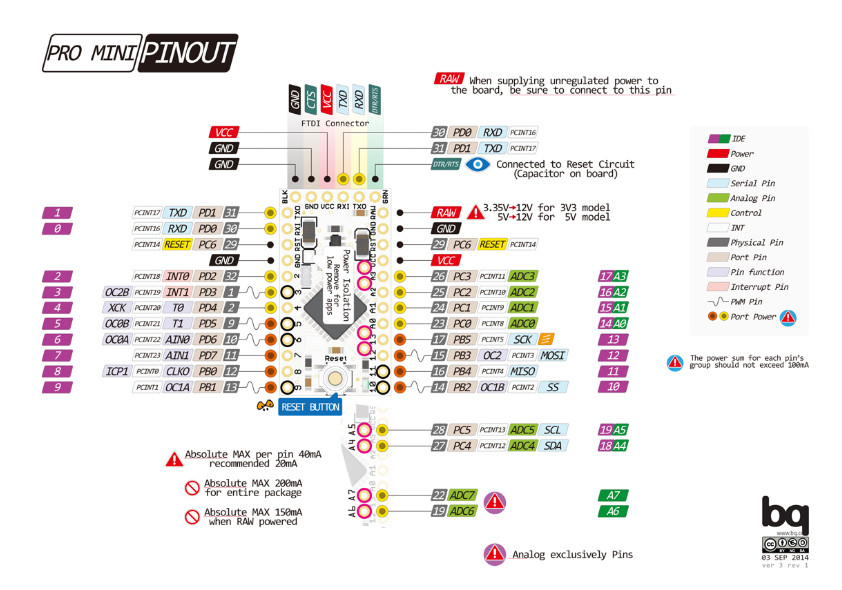 PRO MINI PINOUT
RAW When supplying unregulated power to
the board, be sure to connect to this pin
GND CTS VCC TXD RXD DTR/RTS
FTDI Connector
VCC
GND
GND
30 PD0 RXD PCINT16
31 PD1 TXD PCINT17
DTR/RTS Connected to Reset Circuit
(Capacitor on board)
IDE
Power
GND
Serial Pin
Analog Pin
Control
INT
Physical Pin
Port Pin
Pin function
Interrupt Pin
PWM Pin
Port Power
The power sum for each pin's
group should not exceed 100mA
BLK GRN
GND VCC RXI TXO
1 PCINT17 TXD PD1 31 TXO
0 PCINT16 RXD PD0 30 RXI
PCINT14 RESET PC6 29 RST
GND GND
2 PCINT18 INT0 PD2 32 2
3 OC2B PCINT19 INT1 PD3 1 3
4 XCK PCINT20 T0 PD4 2 4
5 OC0B PCINT21 T1 PD5 9 5
6 OC0A PCINT22 AIN0 PD6 10 6
7 PCINT23 AIN1 PD7 11 7
8 ICP1 PCINT0 CLKO PB0 12 8
9 PCINT1 OC1A PB1 13 9
Power Isolation
Remove for
low power apps
Reset
RESET BUTTON
RAW RAW 3.35V→12V for 3V3 model
5V→12V for 5V model
GND GND
RST 29 PC6 RESET PCINT14
VCC VCC
A3 26 PC3 PCINT11 ADC3 17 A3
A2 25 PC2 PCINT10 ADC2 16 A2
A1 24 PC1 PCINT9 ADC1 15 A1
A0 23 PC0 PCINT8 ADC0 14 A0
13 17 PB5 PCINT5 SCK 13
12 15 PB3 OC2 PCINT3 MOSI 12
11 16 PB4 PCINT4 MISO 11
10 14 PB2 OC1B PCINT2 SS 10
A5 28 PC5 PCINT13 ADC5 SCL 19 A5
A4 27 PC4 PCINT12 ADC4 SDA 18 A4
A7 22 ADC7 A7
A6 19 ADC6 A6
Absolute MAX per pin 40mA
recommended 20mA
Absolute MAX 200mA
for entire package
Absolute MAX 150mA
when RAW powered
Analog exclusively Pins
bq
BY NC SA
03 SEP 2014
ver 3 rev 1